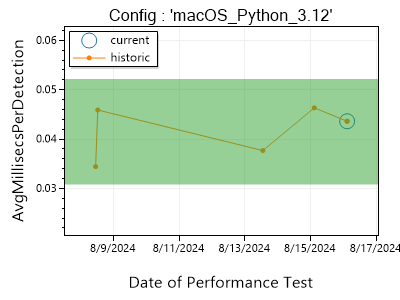 Config : 'macOS_Python_3.12'
current
historic
0.06
0.05
0.04
0.03
AvgMillisecsPerDetection
8/9/2024 8/11/2024 8/13/2024 8/15/2024 8/17/2024
Date of Performance Test